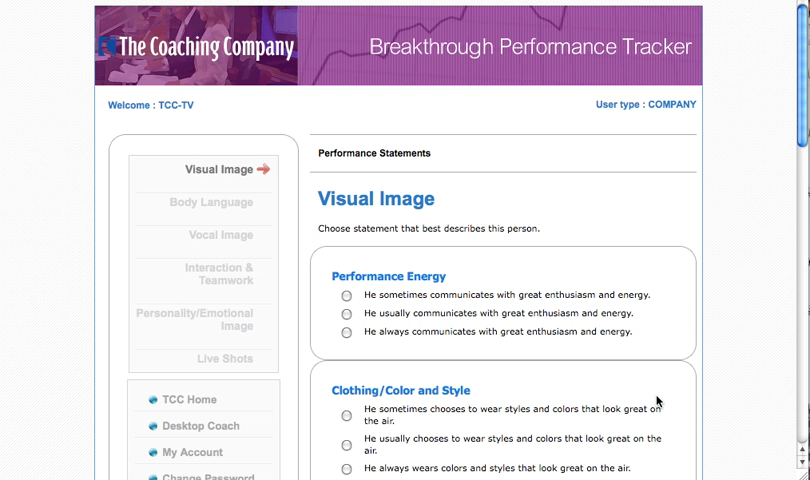 The Coaching Company
Breakthrough Performance Tracker
Welcome : TCC-TV
User type : COMPANY
Visual Image
Body Language
Vocal Image
Interaction &
Teamwork
Personality/Emotional
Image
Live Shots
TCC Home
Desktop Coach
My Account
Change Password
Performance Statements
Visual Image
Choose statement that best describes this person.
Performance Energy
He sometimes communicates with great enthusiasm and energy.
He usually communicates with great enthusiasm and energy.
He always communicates with great enthusiasm and energy.
Clothing/Color and Style
He sometimes chooses to wear styles and colors that look great on
the air.
He usually chooses to wear styles and colors that look great on the
air.
He always wears colors and styles that look great on the air.